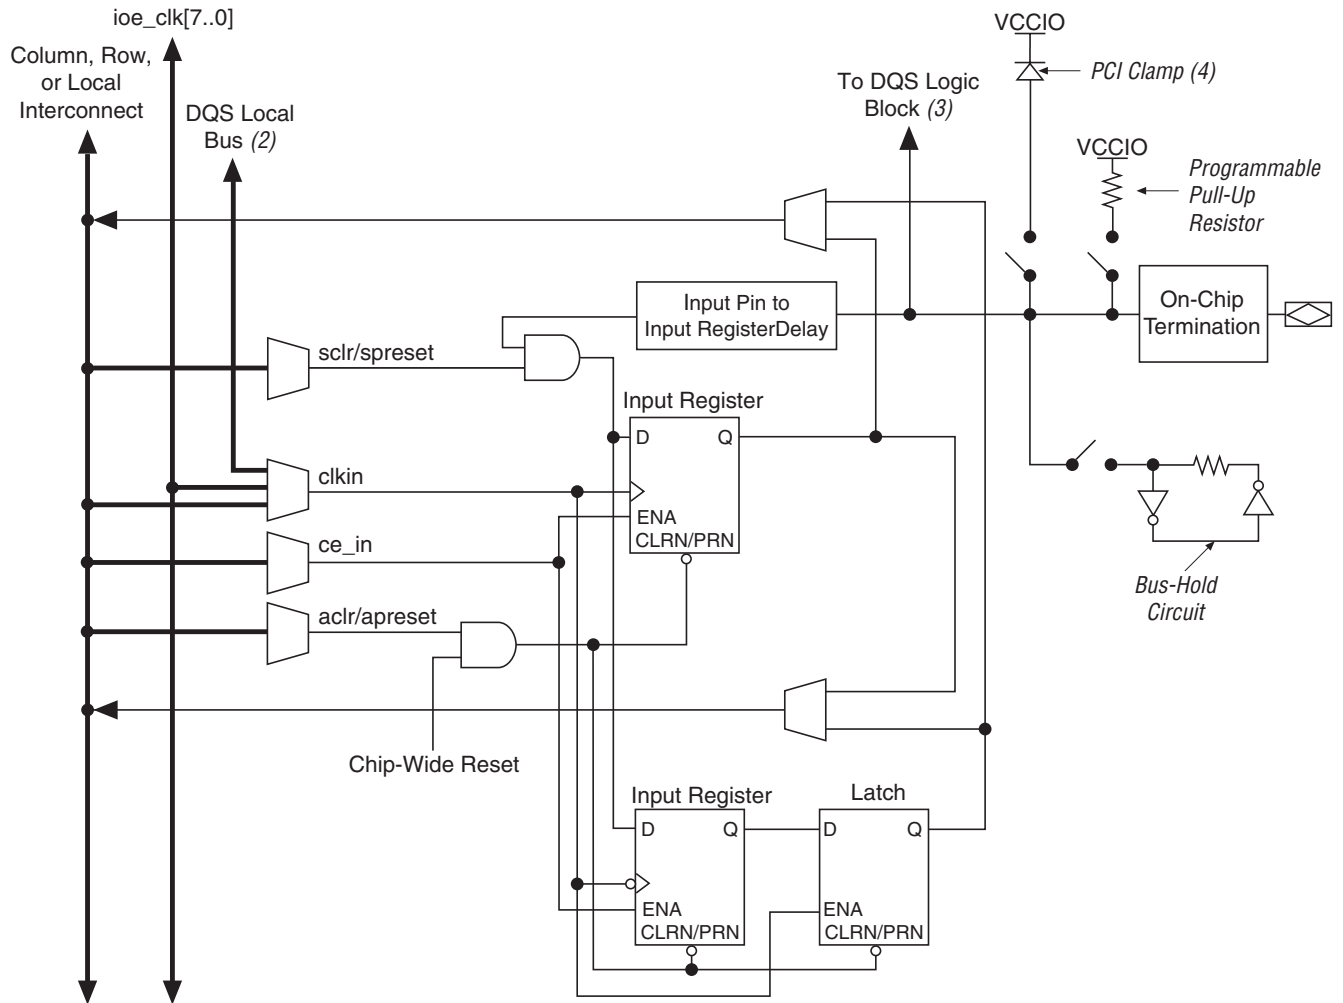 ioe_clk[7..0]
Column, Row,
or Local
Interconnect
DQS Local
Bus (2)
To DQS Logic
Block (3)
VCCIO
PCI Clamp (4)
VCCIO
Programmable
Pull-Up
Resistor
Input Pin to
Input RegisterDelay
On-Chip
Termination
sclr/spreset
Input Register
D
Q
clkin
ENA
CLRN/PRN
ce_in
aclr/apreset
Bus-Hold
Circuit
Chip-Wide Reset
Input Register
Latch
D
Q
D
Q
ENA
ENA
CLRN/PRN
CLRN/PRN